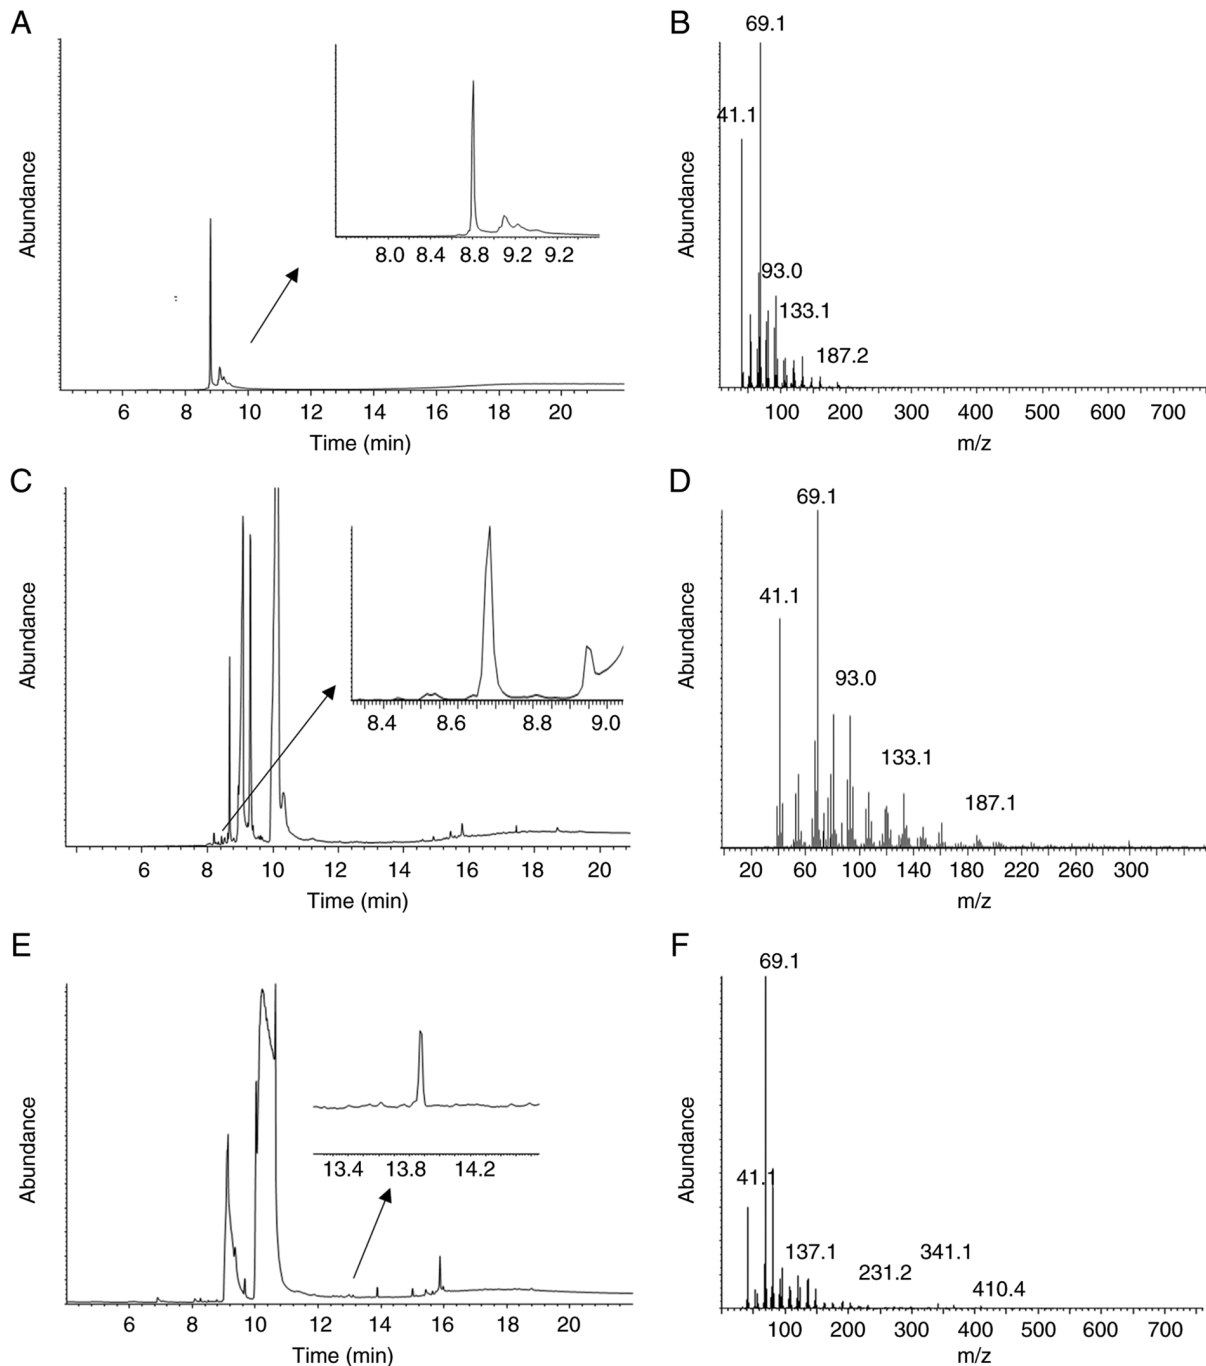 A
Abundance
8.0 8.4 8.8 9.2 9.2
6 8 10 12 14 16 18 20
Time (min)
B
Abundance
69.1
41.1
93.0
133.1
187.2
100 200 300 400 500 600 700
m/z
C
Abundance
8.4 8.6 8.8 9.0
6 8 10 12 14 16 18 20
Time (min)
D
Abundance
69.1
41.1
93.0
133.1
187.1
20 60 100 140 180 220 260 300
m/z
E
Abundance
13.4 13.8 14.2
6 8 10 12 14 16 18 20
Time (min)
F
Abundance
69.1
41.1
137.1
231.2
341.1
410.4
100 200 300 400 500 600 700
m/z